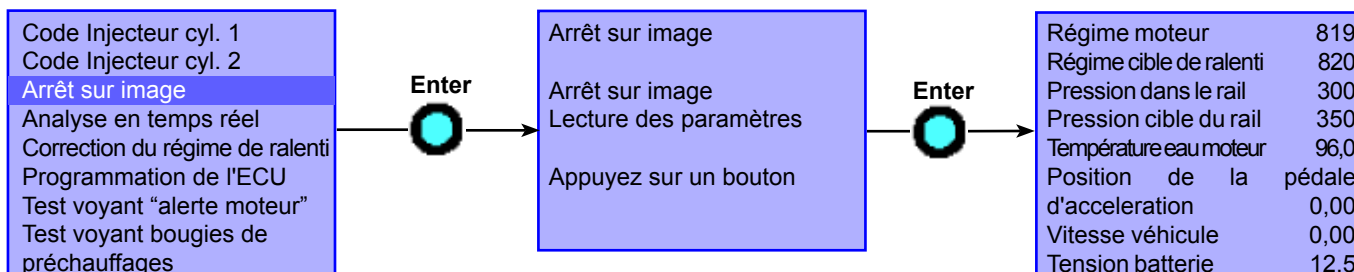 Code Injecteur cyl. 1
Code Injecteur cyl. 2
Arrêt sur image
Analyse en temps réel
Correction du régime de ralenti
Programmation de l'ECU
Test voyant “alerte moteur”
Test voyant bougies de
préchauffages
Enter
Arrêt sur image
Arrêt sur image
Lecture des paramètres
Appuyez sur un bouton
Enter
Régime moteur 819
Régime cible de ralenti 820
Pression dans le rail 300
Pression cible du rail 350
Température eau moteur 96,0
Position de la pédale
d'acceleration 0,00
Vitesse véhicule 0,00
Tension batterie 12.5